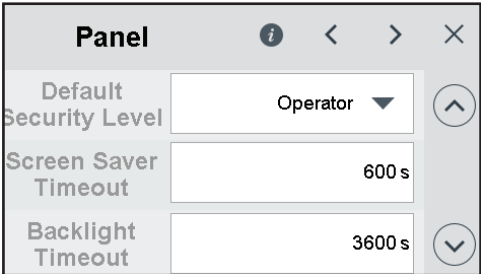 Panel
Default
Security Level
Operator
Screen Saver
Timeout
600 s
Backlight
Timeout
3600 s